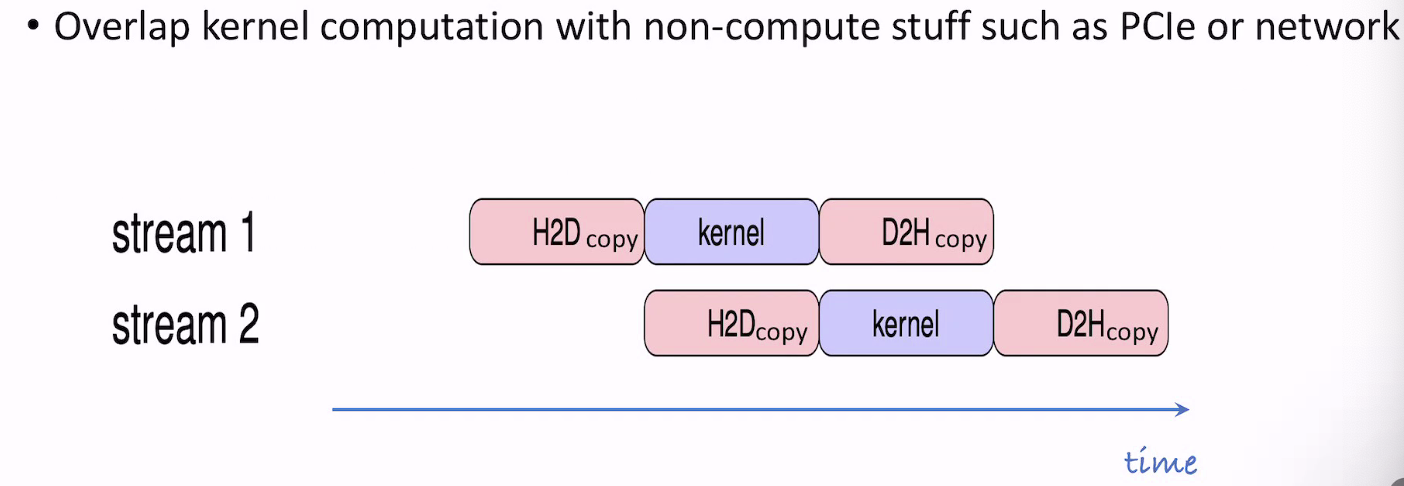 • Overlap kernel computation with non-compute stuff such as PCIe or network
stream 1 H2D copy kernel D2H copy
stream 2 H2Dcopy kernel D2Hcopy
time